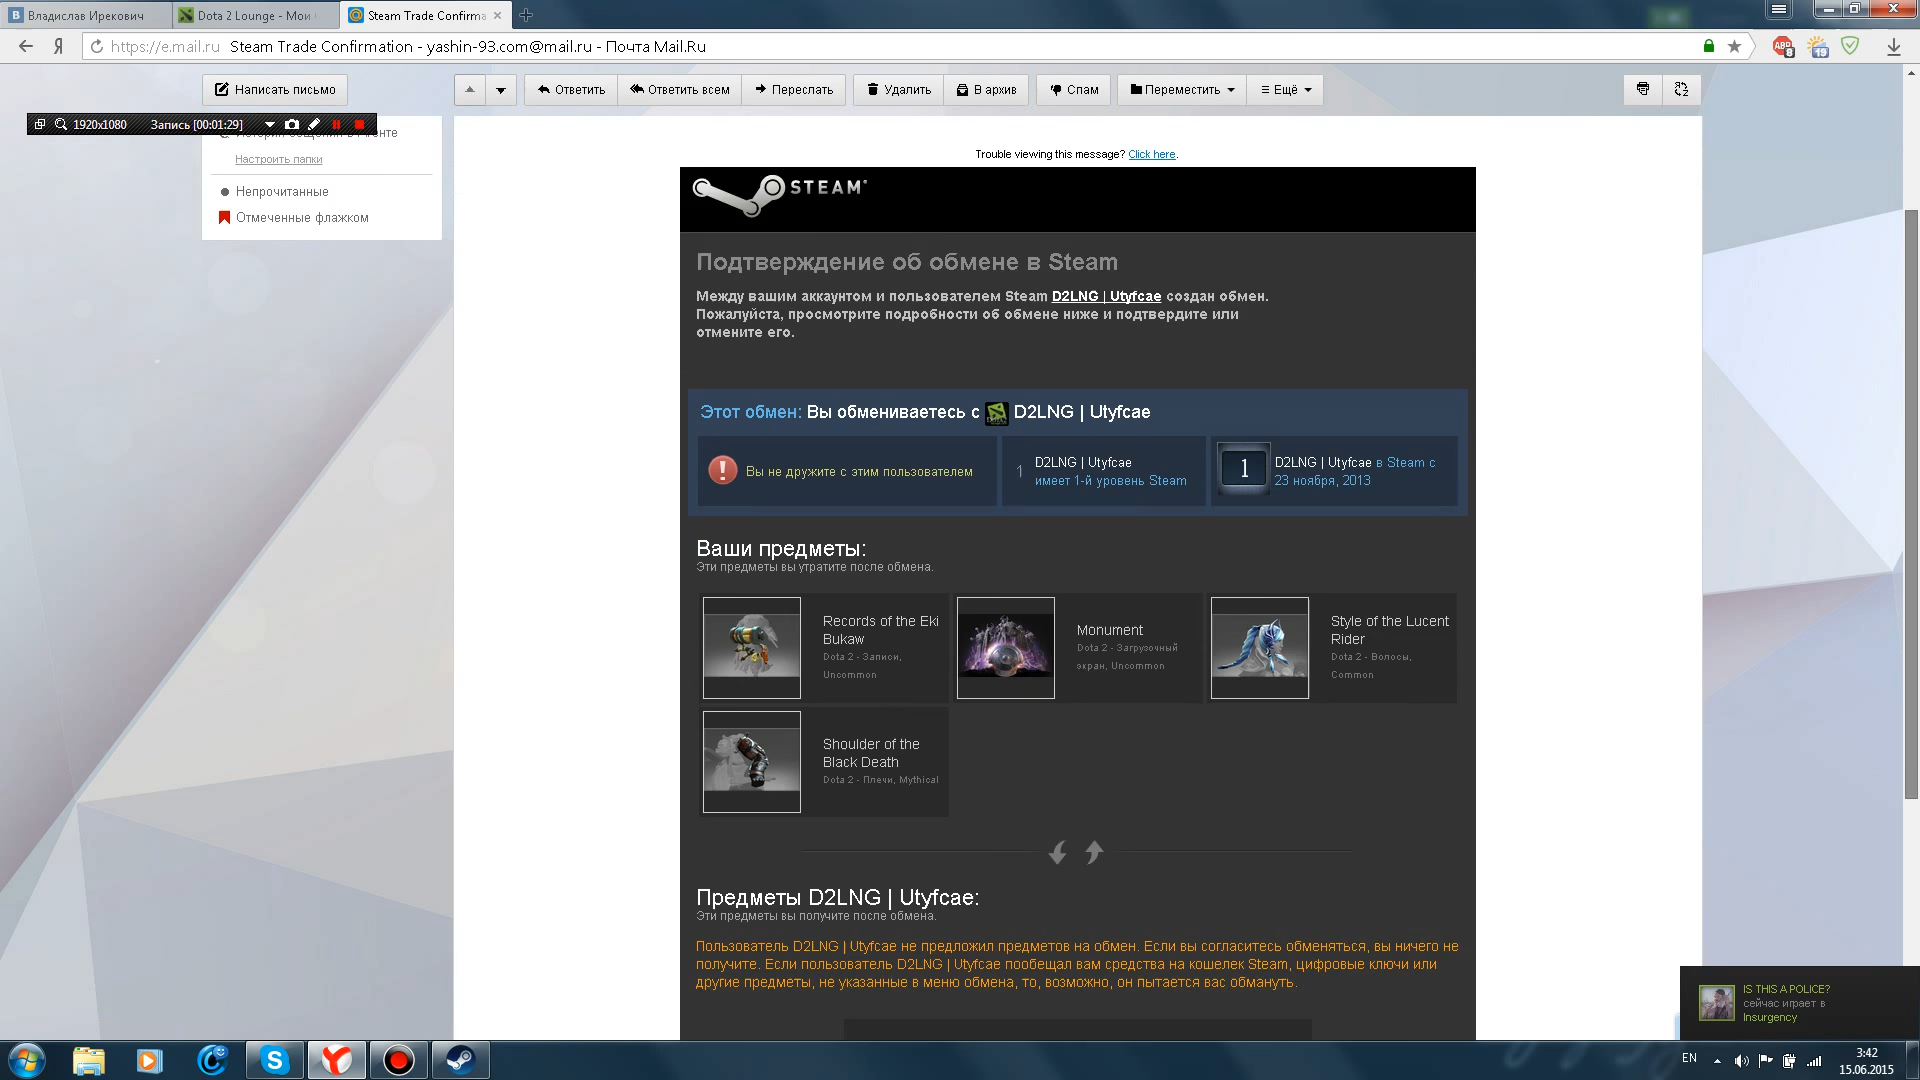 Владислав Ирекович
Dota 2 Lounge - Мои
Steam Trade Confirma
https://e.mail.ru Steam Trade Confirmation - yashin-93.com@mail.ru - Почта Mail.Ru
ABP 8
19
Написать письмо
Ответить
Ответить всем
Переслать
Удалить
В архив
Спам
Переместить
Ещё
1920x1080 Запись [00:01:29]
Настроить папки
Непрочитанные
Отмеченные флажком
Trouble viewing this message? Click here.
STEAM
Подтверждение об обмене в Steam
Между вашим аккаунтом и пользователем Steam D2LNG | Utyfcae создан обмен.
Пожалуйста, просмотрите подробности об обмене ниже и подтвердите или
отмените его.
Этот обмен: Вы обмениваетесь с D2LNG | Utyfcae
Вы не дружите с этим пользователем
1
D2LNG | Utyfcae
имеет 1-й уровень Steam
1
D2LNG | Utyfcae в Steam с
23 ноября, 2013
Ваши предметы:
Эти предметы вы утратите после обмена.
Records of the Eki
Bukaw
Dota 2 - Записи,
Uncommon
Monument
Dota 2 - Загрузочный
экран, Uncommon
Style of the Lucent
Rider
Dota 2 - Волосы,
Common
Shoulder of the
Black Death
Dota 2 - Плечи, Mythical
Предметы D2LNG | Utyfcae:
Эти предметы вы получите после обмена.
Пользователь D2LNG | Utyfcae не предложил предметов на обмен. Если вы согласитесь обменяться, вы ничего не
получите. Если пользователь D2LNG | Utyfcae пообещал вам средства на кошелек Steam, цифровые ключи или
другие предметы, не указанные в меню обмена, то, возможно, он пытается вас обмануть.
IS THIS A POLICE?
сейчас играет в
Insurgency
EN
3:42
15.06.2015